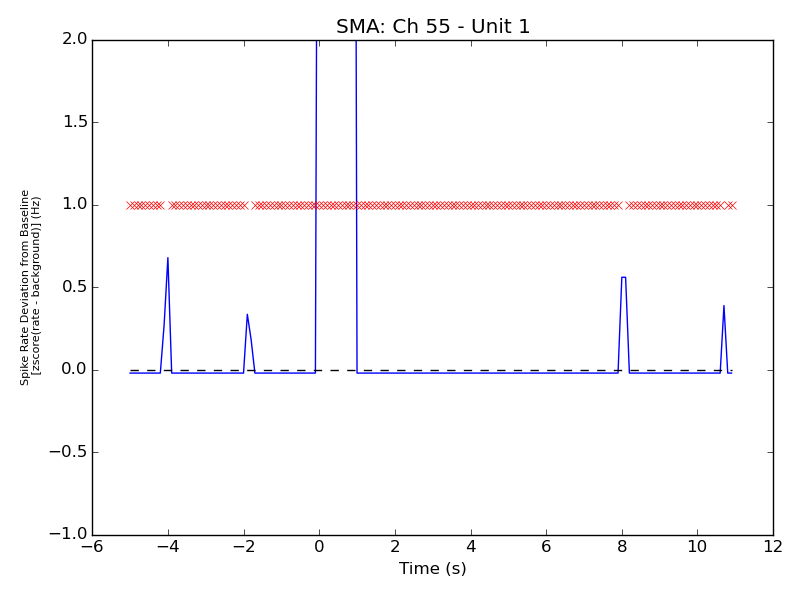 SMA: Ch 55 - Unit 1
2.0
1.5
1.0
0.5
0.0
−0.5
−1.0
Spike Rate Deviation from Baseline
[zscore(rate - background)] (Hz)
−6 −4 −2 0 2 4 6 8 10 12
Time (s)